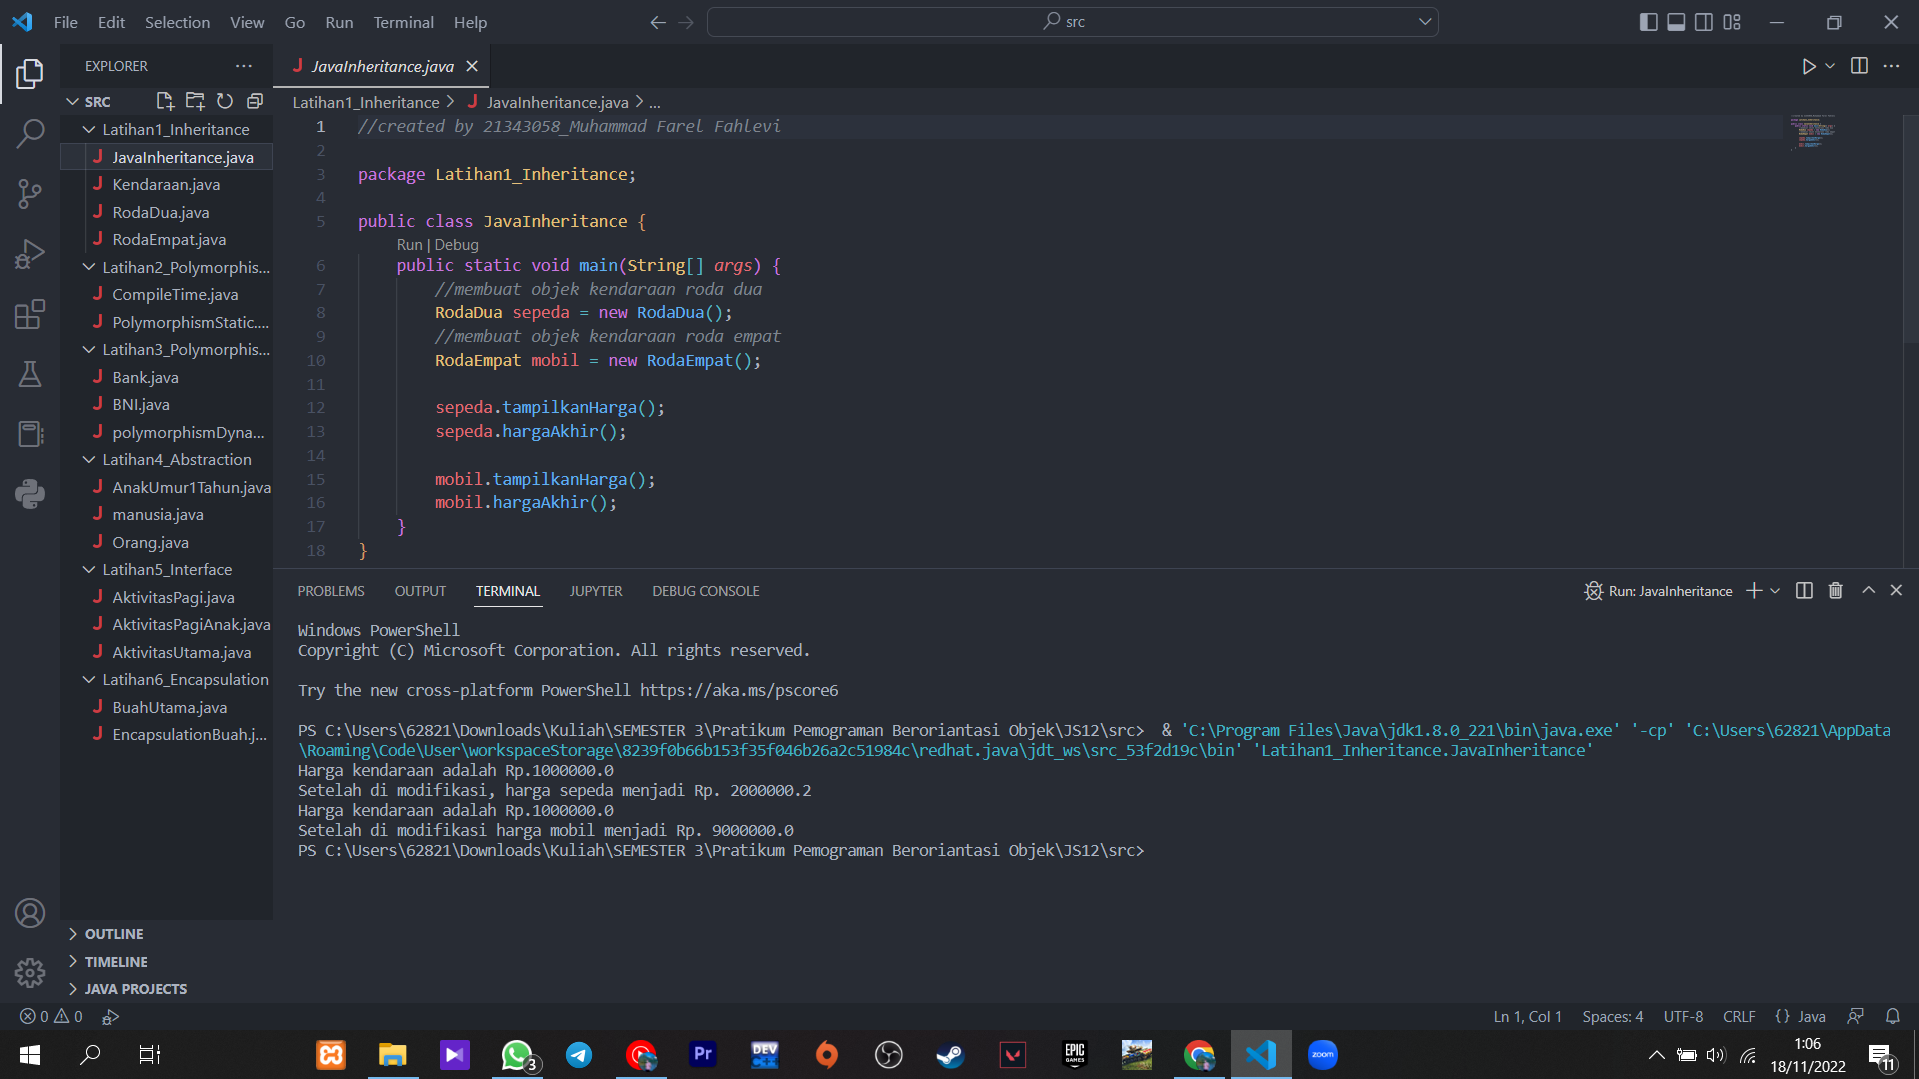 File Edit Selection View Go Run Terminal Help
src
EXPLORER
JavaInheritance.java
SRC
Latihan1_Inheritance
JavaInheritance.java
Kendaraan.java
RodaDua.java
RodaEmpat.java
Latihan2_Polymorphis...
CompileTime.java
PolymorphismStatic....
Latihan3_Polymorphis...
Bank.java
BNI.java
polymorphismDyna...
Latihan4_Abstraction
AnakUmur1Tahun.java
manusia.java
Orang.java
Latihan5_Interface
AktivitasPagi.java
AktivitasPagiAnak.java
AktivitasUtama.java
Latihan6_Encapsulation
BuahUtama.java
EncapsulationBuah.j...
OUTLINE
TIMELINE
JAVA PROJECTS
Latihan1_Inheritance > JavaInheritance.java > ...
1 //created by 21343058_Muhammad Farel Fahlevi
2
3 package Latihan1_Inheritance;
4
5 public class JavaInheritance {
Run | Debug
6 public static void main(String[] args) {
7 //membuat objek kendaraan roda dua
8 RodaDua sepeda = new RodaDua();
9 //membuat objek kendaraan roda empat
10 RodaEmpat mobil = new RodaEmpat();
11
12 sepeda.tampilkanHarga();
13 sepeda.hargaAkhir();
14
15 mobil.tampilkanHarga();
16 mobil.hargaAkhir();
17 }
18 }
PROBLEMS OUTPUT TERMINAL JUPYTER DEBUG CONSOLE
Run: JavaInheritance
Windows PowerShell
Copyright (C) Microsoft Corporation. All rights reserved.
Try the new cross-platform PowerShell https://aka.ms/pscore6
PS C:\Users\62821\Downloads\Kuliah\SEMESTER 3\Pratikum Pemograman Beroriantasi Objek\JS12\src> & 'C:\Program Files\Java\jdk1.8.0_221\bin\java.exe' '-cp' 'C:\Users\62821\AppData
\Roaming\Code\User\workspaceStorage\8239f0b66b153f35f046b26a2c51984c\redhat.java\jdt_ws\src_53f2d19c\bin' 'Latihan1_Inheritance.JavaInheritance'
Harga kendaraan adalah Rp.1000000.0
Setelah di modifikasi, harga sepeda menjadi Rp. 2000000.2
Harga kendaraan adalah Rp.1000000.0
Setelah di modifikasi harga mobil menjadi Rp. 9000000.0
PS C:\Users\62821\Downloads\Kuliah\SEMESTER 3\Pratikum Pemograman Beroriantasi Objek\JS12\src>
0 0
Ln 1, Col 1 Spaces: 4 UTF-8 CRLF {} Java
3
Pr
DEV C++
EPIC GAMES
zoom
1:06
18/11/2022
11